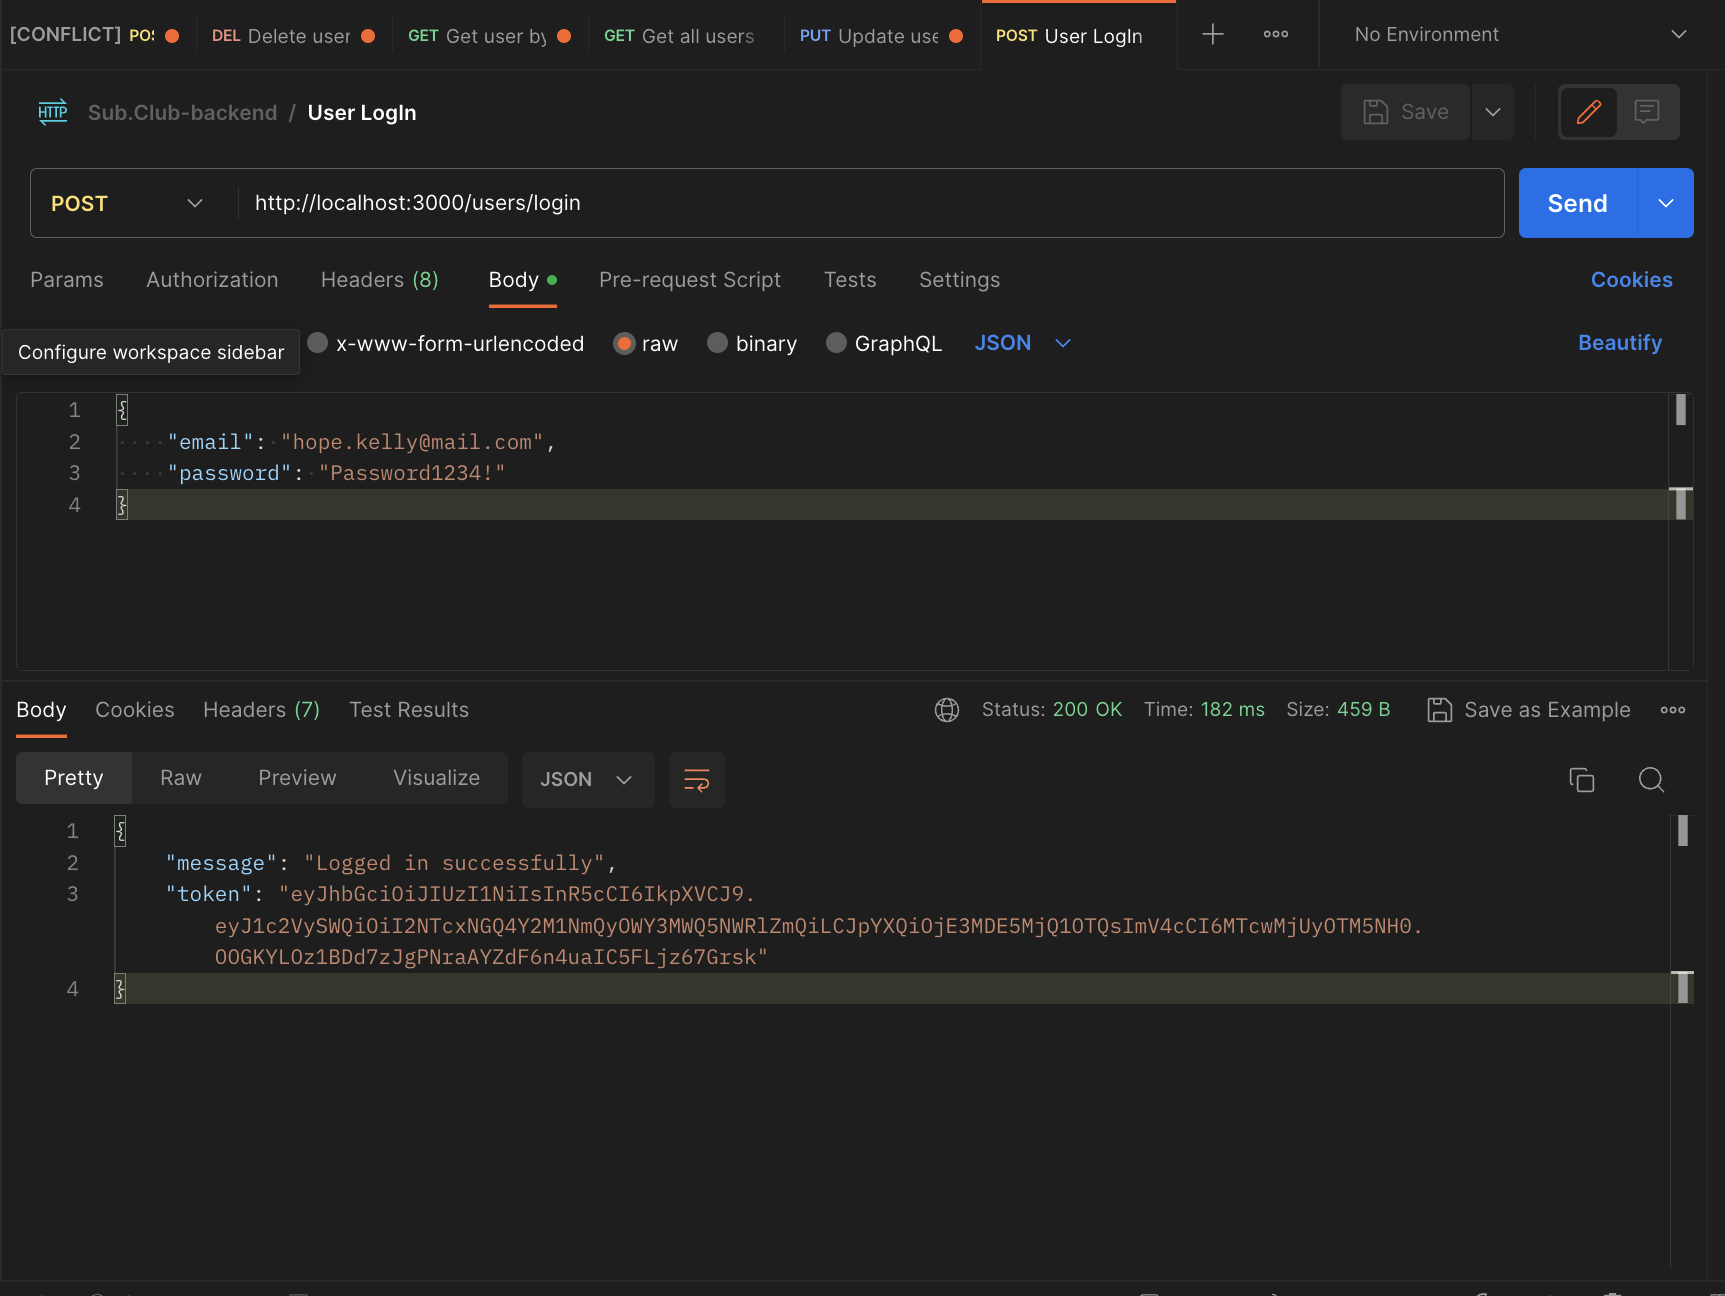 [CONFLICT] POS DEL Delete user GET Get user by GET Get all users PUT Update use POST User LogIn No Environment
HTTP Sub.Club-backend / User LogIn Save
POST http://localhost:3000/users/login Send
Params Authorization Headers (8) Body Pre-request Script Tests Settings Cookies
Configure workspace sidebar x-www-form-urlencoded raw binary GraphQL JSON Beautify
1 {
2 "email": "hope.kelly@mail.com",
3 "password": "Password1234!"
4 }
Body Cookies Headers (7) Test Results Status: 200 OK Time: 182 ms Size: 459 B Save as Example
Pretty Raw Preview Visualize JSON
1 {
2 "message": "Logged in successfully",
3 "token": "eyJhbGciOiJIUzI1NiIsInR5cCI6IkpXVCJ9.
eyJ1c2VySWQiOiI2NTcxNGQ4Y2M1NmQyOWY3MWQ5NWRlZmQiLCJpYXQiOjE3MDE5MjQ1OTQsImV4cCI6MTcwMjUyOTM5NH0.
OOGKYLOz1BDd7zJgPNraAYZdF6n4uaIC5FLjz67Grsk"
4 }